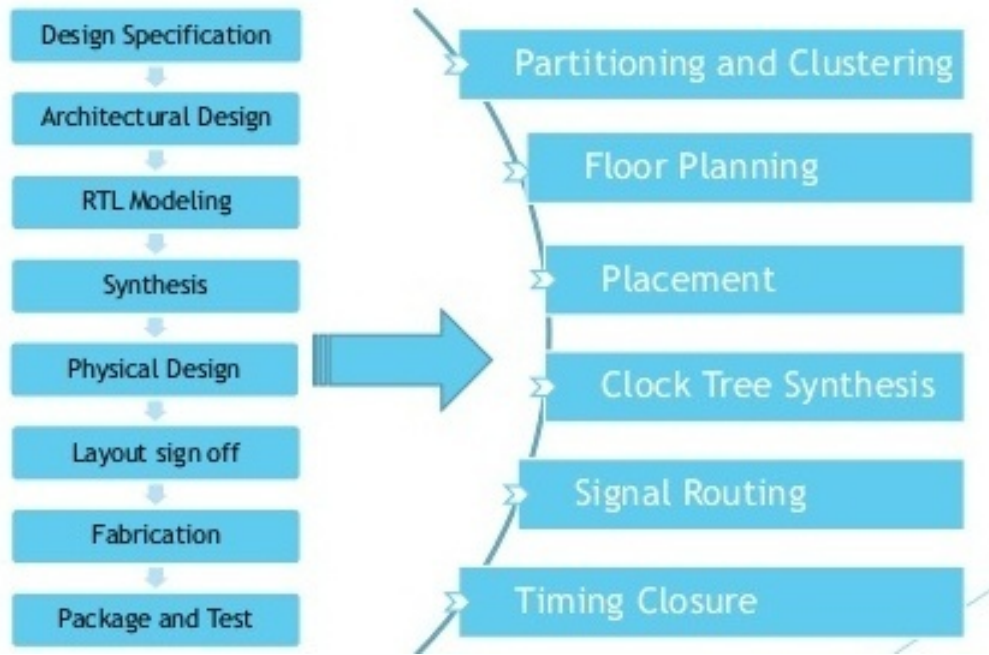 Design Specification
Architectural Design
RTL Modeling
Synthesis
Physical Design
Layout sign off
Fabrication
Package and Test
Partitioning and Clustering
Floor Planning
Placement
Clock Tree Synthesis
Signal Routing
Timing Closure